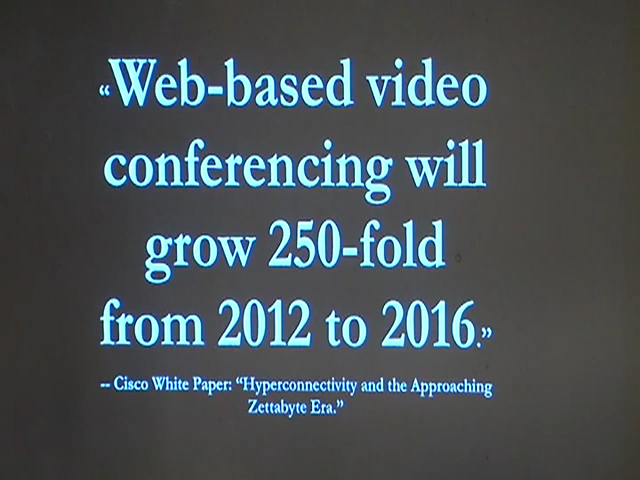 “Web-based video
conferencing will
grow 250-fold
from 2012 to 2016.”
-- Cisco White Paper: “Hyperconnectivity and the Approaching
Zettabyte Era.”